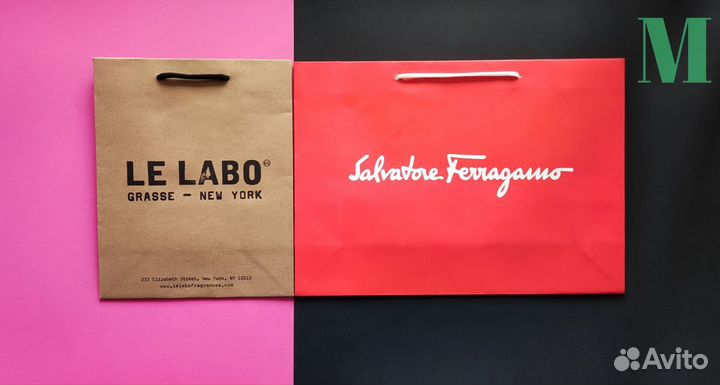 M
LE LABO
GRASSE – NEW YORK
233 Elizabeth Street, New York, NY 10012
www.lelabofragrances.com
Salvatore Ferragamo
Avito